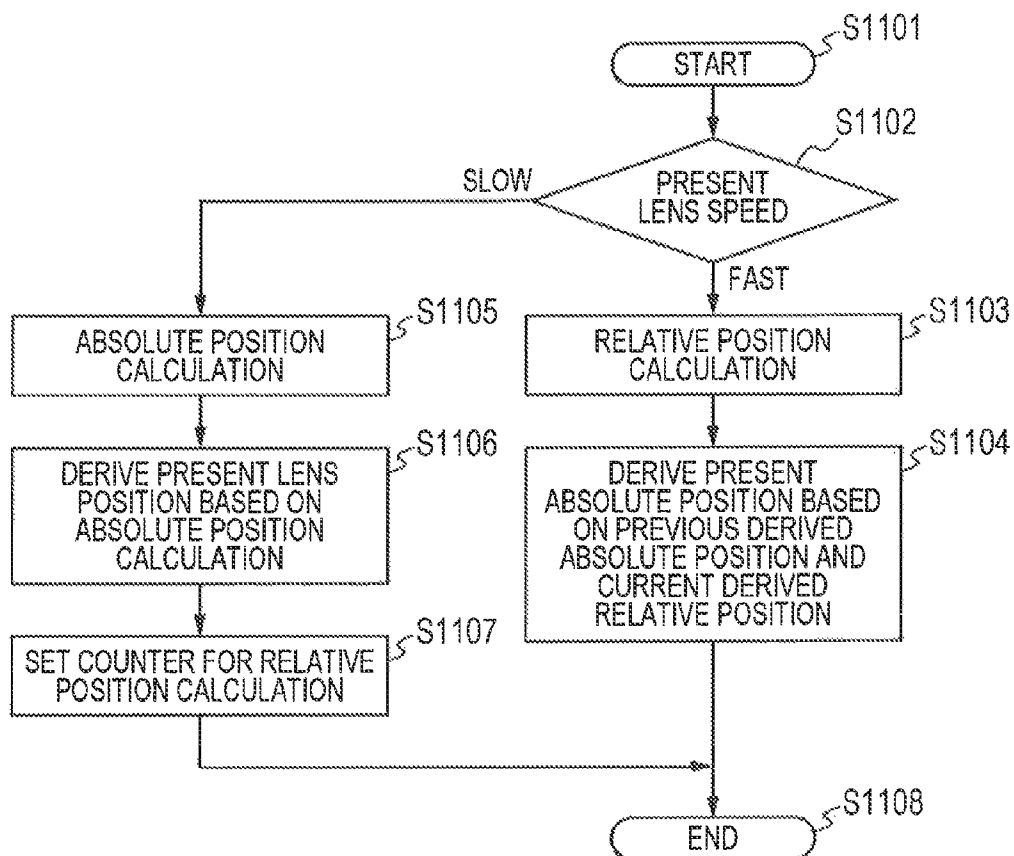 S1101
START
S1102
PRESENT
LENS SPEED
SLOW
FAST
S1105
ABSOLUTE POSITION
CALCULATION
S1103
RELATIVE POSITION
CALCULATION
S1106
DERIVE PRESENT LENS
POSITION BASED ON
ABSOLUTE POSITION
CALCULATION
S1104
DERIVE PRESENT
ABSOLUTE POSITION BASED
ON PREVIOUS DERIVED
ABSOLUTE POSITION AND
CURRENT DERIVED
RELATIVE POSITION
S1107
SET COUNTER FOR RELATIVE
POSITION CALCULATION
S1108
END